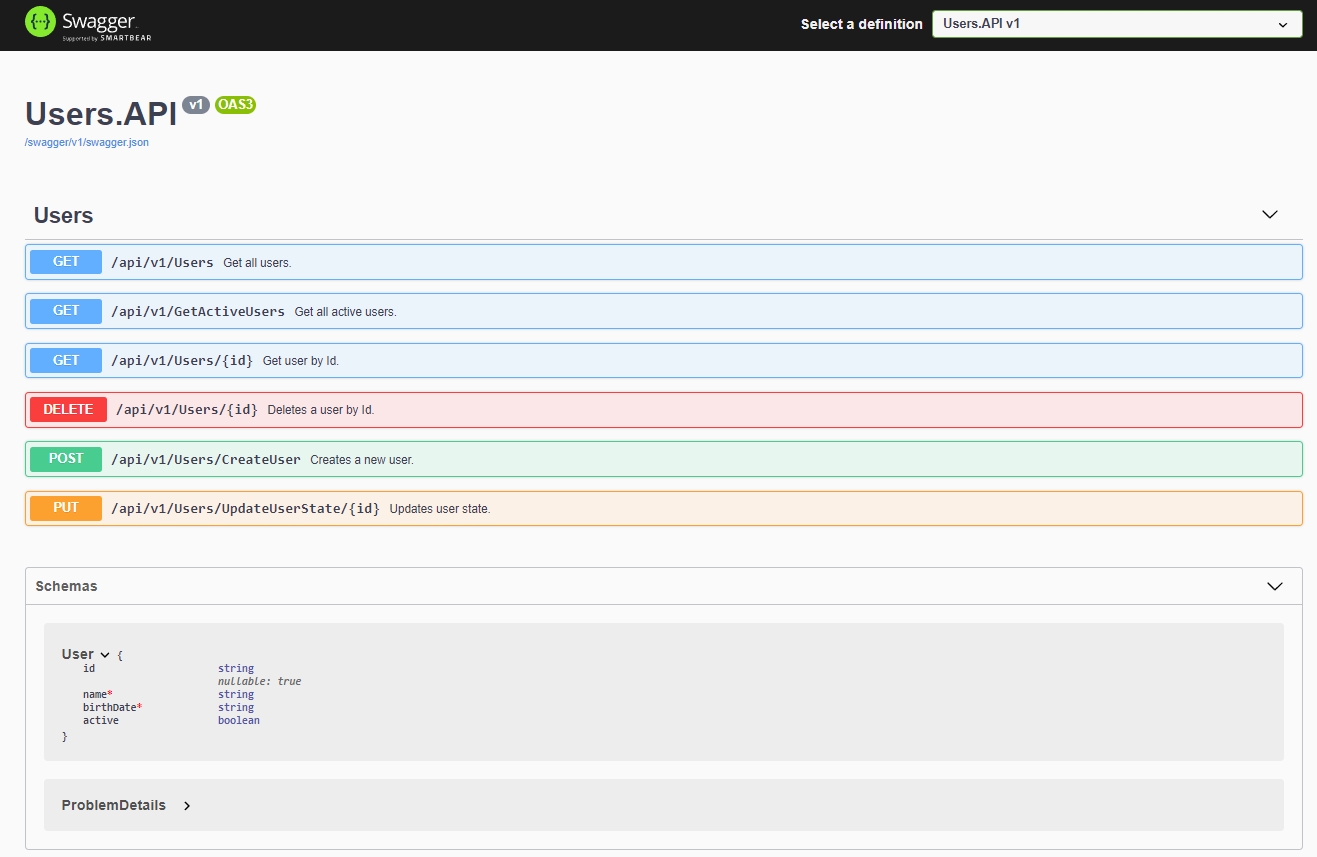 Swagger
Supported by SMARTBEAR
Select a definition
Users.API v1
Users.API v1 OAS3
/swagger/v1/swagger.json
Users
GET /api/v1/Users Get all users.
GET /api/v1/GetActiveUsers Get all active users.
GET /api/v1/Users/{id} Get user by Id.
DELETE /api/v1/Users/{id} Deletes a user by Id.
POST /api/v1/Users/CreateUser Creates a new user.
PUT /api/v1/Users/UpdateUserState/{id} Updates user state.
Schemas
User {
id string
nullable: true
name* string
birthDate* string
active boolean
}
ProblemDetails